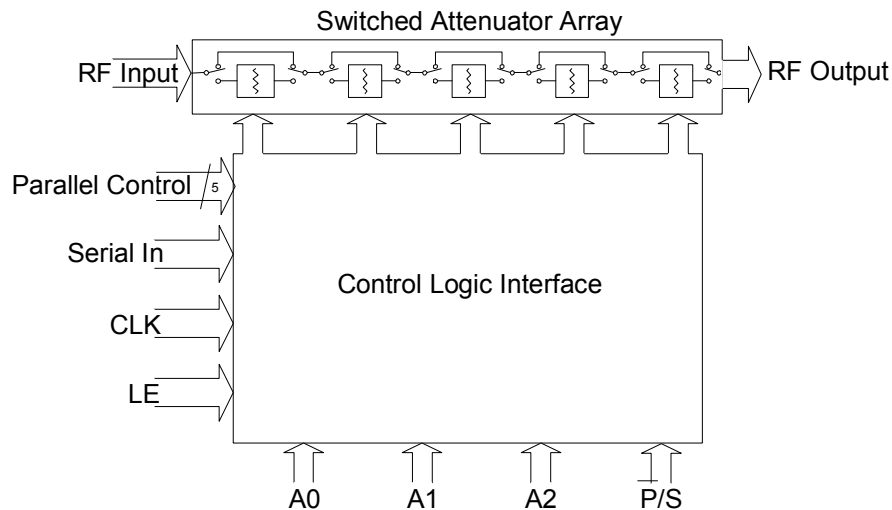 Switched Attenuator Array
RF Input
RF Output
Parallel Control
5
Serial In
Control Logic Interface
CLK
LE
A0
A1
A2
P̅/S